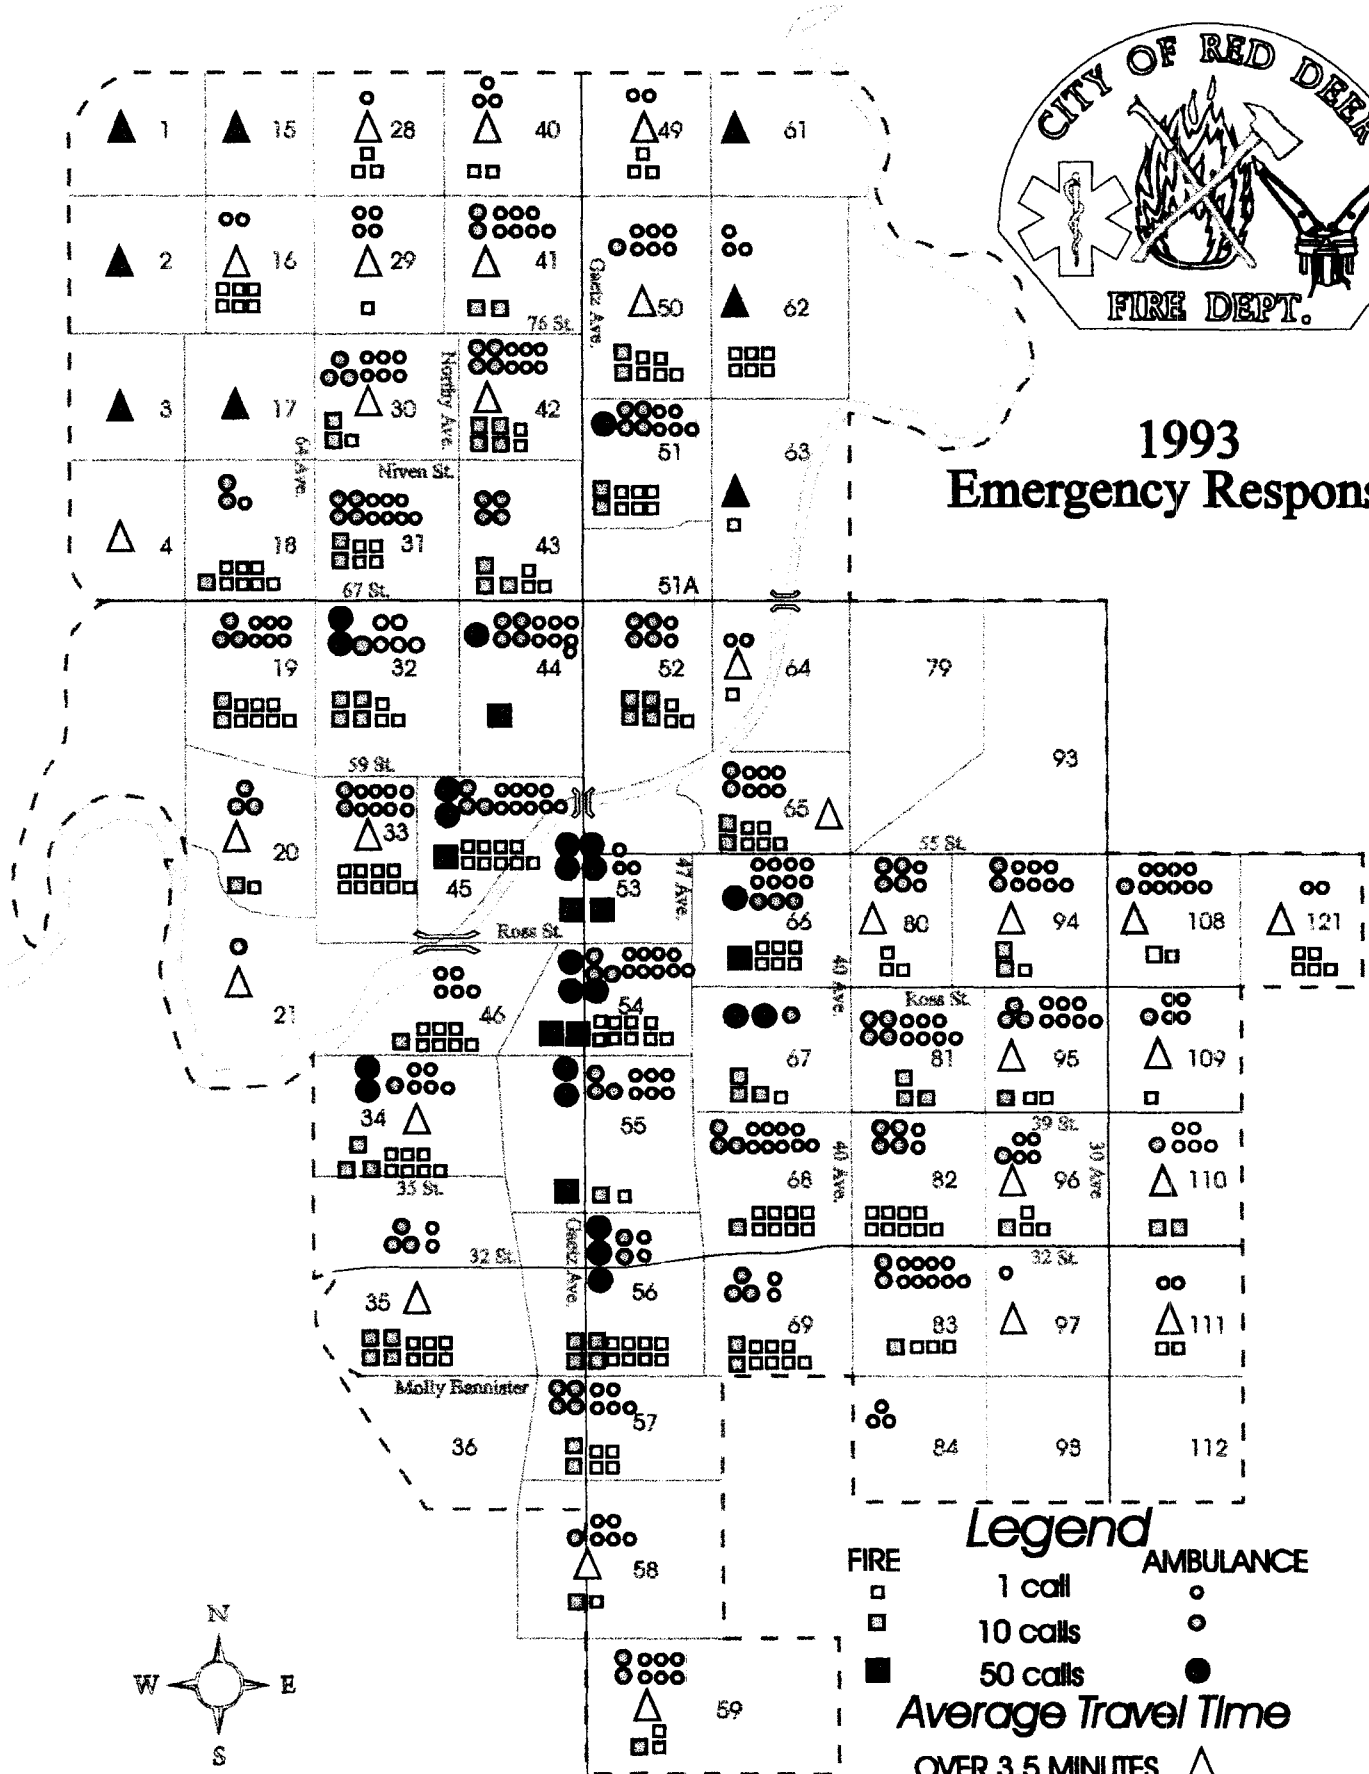 CITY OF RED DEER
FIRE DEPT.
1993
Emergency Respons
1 15 28 40 49 61
2 16 29 41 50 62
Gaetz Ave.
76 St.
3 17 30 42 51 63
64 Ave.
Northy Ave.
Niven St.
4 18 31 43 51A
67 St.
19 32 44 52 64 79
59 St.
93
20 33 45 53 65
55 St.
47 Ave.
66 80 94 108 121
Ross St.
40 Ave.
21 46 54
Ross St.
67 81 95 109
34 55
39 St.
40 Ave.
30 Ave
68 82 96 110
35 St.
32 St.
Gaetz Ave.
32 St.
35 56 69 83 97 111
Molly Bannister
36 57 84 98 112
58
59
Legend
FIRE AMBULANCE
1 call
10 calls
50 calls
Average Travel Time
OVER 3.5 MINUTES
N
W E
S